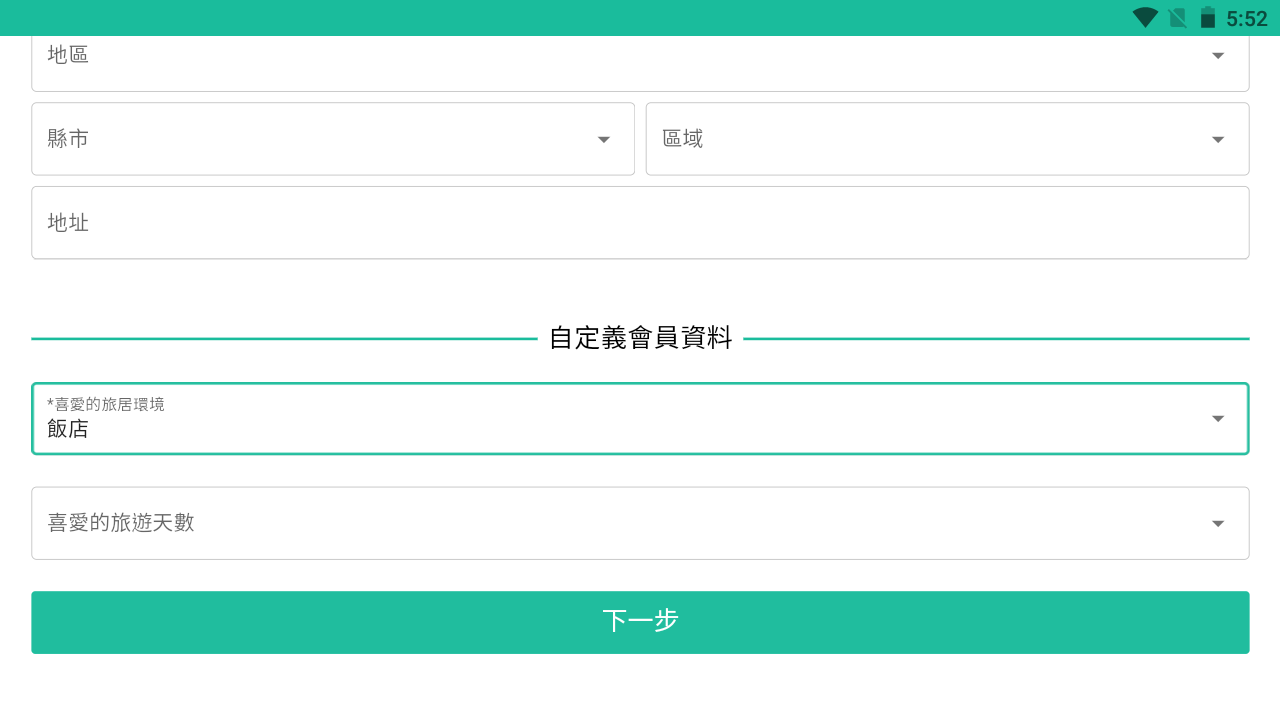 5:52
地區
縣市
區域
地址
自定義會員資料
*喜愛的旅居環境
飯店
喜愛的旅遊天數
下一步